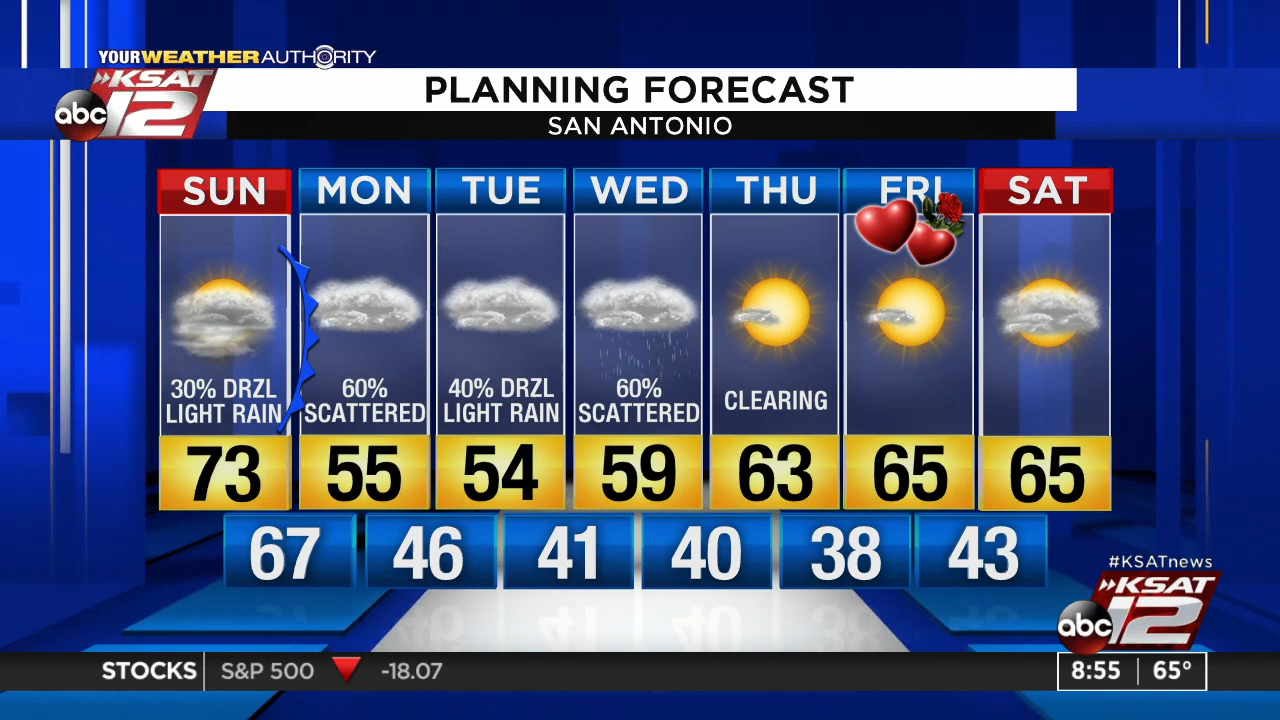 YOURWEATHERAUTHORITY
KSAT
abc 12
PLANNING FORECAST
SAN ANTONIO
SUN MON TUE WED THU FRI SAT
30% DRZL 60% 40% DRZL 60% CLEARING
LIGHT RAIN SCATTERED LIGHT RAIN SCATTERED
73 55 54 59 63 65 65
67 46 41 40 38 43
#KSATnews
KSAT
abc 12
STOCKS S&P 500 -18.07 8:55 65°